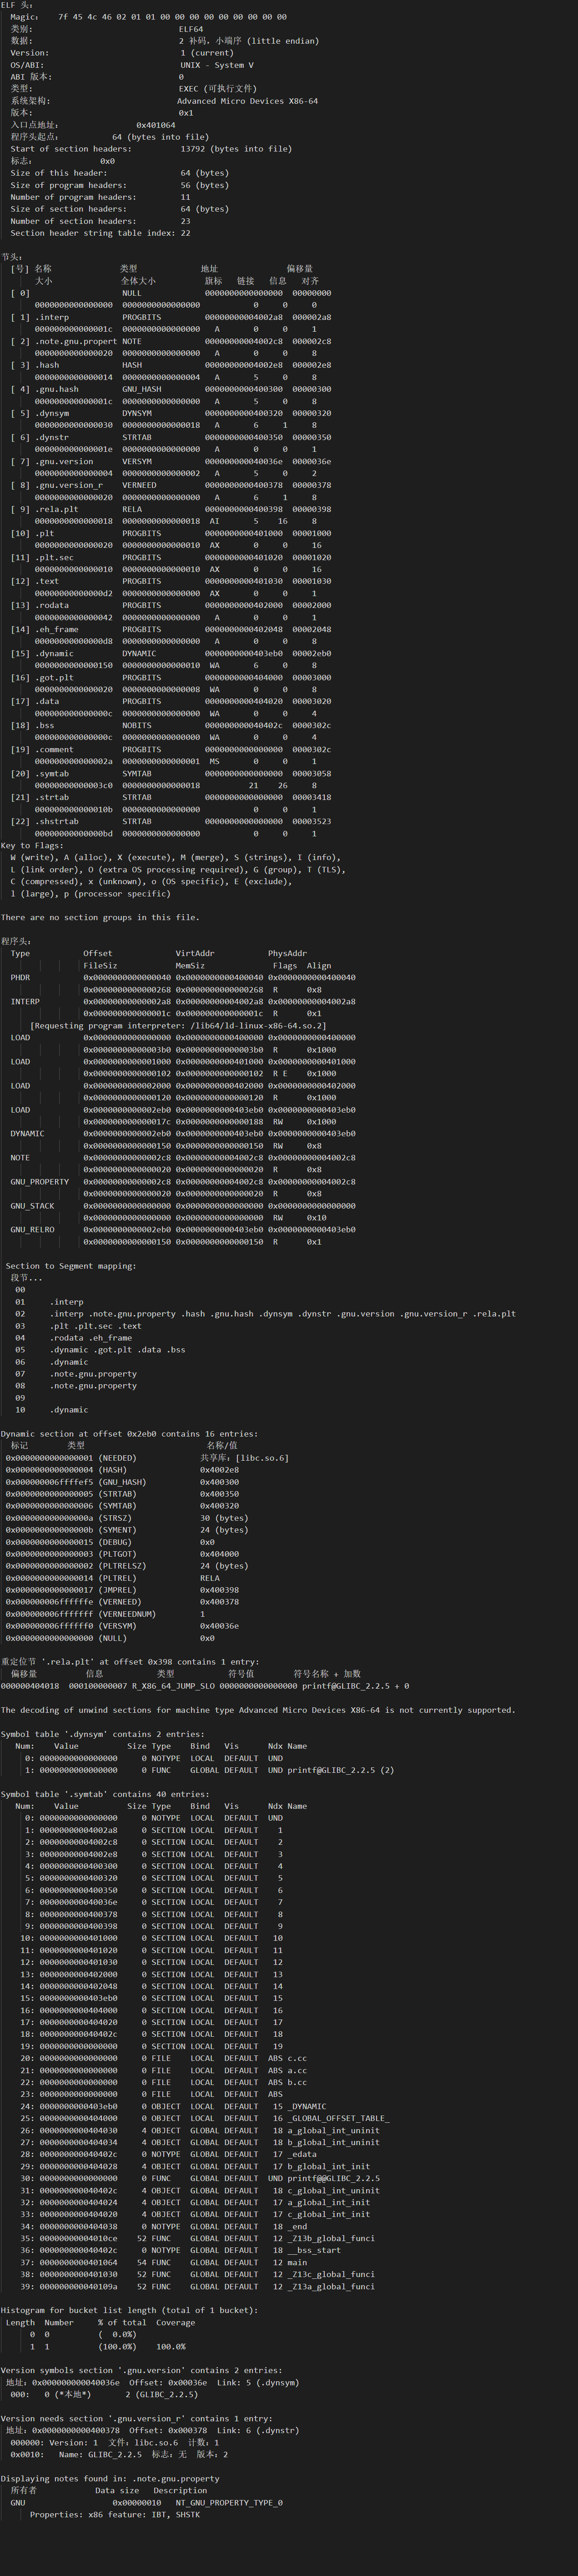 ELF 头：
Magic： 7f 45 4c 46 02 01 01 00 00 00 00 00 00 00 00 00
类别: ELF64
数据: 2 补码，小端序 (little endian)
Version: 1 (current)
OS/ABI: UNIX - System V
ABI 版本: 0
类型: EXEC (可执行文件)
系统架构: Advanced Micro Devices X86-64
版本: 0x1
入口点地址： 0x401064
程序头起点： 64 (bytes into file)
Start of section headers: 13792 (bytes into file)
标志： 0x0
Size of this header: 64 (bytes)
Size of program headers: 56 (bytes)
Number of program headers: 11
Size of section headers: 64 (bytes)
Number of section headers: 23
Section header string table index: 22
节头：
[号] 名称 类型 地址 偏移量
大小 全体大小 旗标 链接 信息 对齐
[ 0] NULL 0000000000000000 00000000
0000000000000000 0000000000000000 0 0 0
[ 1] .interp PROGBITS 00000000004002a8 000002a8
000000000000001c 0000000000000000 A 0 0 1
[ 2] .note.gnu.propert NOTE 00000000004002c8 000002c8
0000000000000020 0000000000000000 A 0 0 8
[ 3] .hash HASH 00000000004002e8 000002e8
0000000000000014 0000000000000004 A 5 0 8
[ 4] .gnu.hash GNU_HASH 0000000000400300 00000300
000000000000001c 0000000000000000 A 5 0 8
[ 5] .dynsym DYNSYM 0000000000400320 00000320
0000000000000030 0000000000000018 A 6 1 8
[ 6] .dynstr STRTAB 0000000000400350 00000350
000000000000001e 0000000000000000 A 0 0 1
[ 7] .gnu.version VERSYM 000000000040036e 0000036e
0000000000000004 0000000000000002 A 5 0 2
[ 8] .gnu.version_r VERNEED 0000000000400378 00000378
0000000000000020 0000000000000000 A 6 1 8
[ 9] .rela.plt RELA 0000000000400398 00000398
0000000000000018 0000000000000018 AI 5 16 8
[10] .plt PROGBITS 0000000000401000 00001000
0000000000000020 0000000000000010 AX 0 0 16
[11] .plt.sec PROGBITS 0000000000401020 00001020
0000000000000010 0000000000000010 AX 0 0 16
[12] .text PROGBITS 0000000000401030 00001030
00000000000000d2 0000000000000000 AX 0 0 1
[13] .rodata PROGBITS 0000000000402000 00002000
0000000000000042 0000000000000000 A 0 0 1
[14] .eh_frame PROGBITS 0000000000402048 00002048
00000000000000d8 0000000000000000 A 0 0 8
[15] .dynamic DYNAMIC 0000000000403eb0 00002eb0
0000000000000150 0000000000000010 WA 6 0 8
[16] .got.plt PROGBITS 0000000000404000 00003000
0000000000000020 0000000000000008 WA 0 0 8
[17] .data PROGBITS 0000000000404020 00003020
000000000000000c 0000000000000000 WA 0 0 4
[18] .bss NOBITS 000000000040402c 0000302c
000000000000000c 0000000000000000 WA 0 0 4
[19] .comment PROGBITS 0000000000000000 0000302c
000000000000002a 0000000000000001 MS 0 0 1
[20] .symtab SYMTAB 0000000000000000 00003058
00000000000003c0 0000000000000018 21 26 8
[21] .strtab STRTAB 0000000000000000 00003418
000000000000010b 0000000000000000 0 0 1
[22] .shstrtab STRTAB 0000000000000000 00003523
00000000000000bd 0000000000000000 0 0 1
Key to Flags:
W (write), A (alloc), X (execute), M (merge), S (strings), I (info),
L (link order), O (extra OS processing required), G (group), T (TLS),
C (compressed), x (unknown), o (OS specific), E (exclude),
l (large), p (processor specific)
There are no section groups in this file.
程序头：
Type Offset VirtAddr PhysAddr
FileSiz MemSiz Flags Align
PHDR 0x0000000000000040 0x0000000000400040 0x0000000000400040
0x0000000000000268 0x0000000000000268 R 0x8
INTERP 0x00000000000002a8 0x00000000004002a8 0x00000000004002a8
0x000000000000001c 0x000000000000001c R 0x1
[Requesting program interpreter: /lib64/ld-linux-x86-64.so.2]
LOAD 0x0000000000000000 0x0000000000400000 0x0000000000400000
0x00000000000003b0 0x00000000000003b0 R 0x1000
LOAD 0x0000000000001000 0x0000000000401000 0x0000000000401000
0x0000000000000102 0x0000000000000102 R E 0x1000
LOAD 0x0000000000002000 0x0000000000402000 0x0000000000402000
0x0000000000000120 0x0000000000000120 R 0x1000
LOAD 0x0000000000002eb0 0x0000000000403eb0 0x0000000000403eb0
0x000000000000017c 0x0000000000000188 RW 0x1000
DYNAMIC 0x0000000000002eb0 0x0000000000403eb0 0x0000000000403eb0
0x0000000000000150 0x0000000000000150 RW 0x8
NOTE 0x00000000000002c8 0x00000000004002c8 0x00000000004002c8
0x0000000000000020 0x0000000000000020 R 0x8
GNU_PROPERTY 0x00000000000002c8 0x00000000004002c8 0x00000000004002c8
0x0000000000000020 0x0000000000000020 R 0x8
GNU_STACK 0x0000000000000000 0x0000000000000000 0x0000000000000000
0x0000000000000000 0x0000000000000000 RW 0x10
GNU_RELRO 0x0000000000002eb0 0x0000000000403eb0 0x0000000000403eb0
0x0000000000000150 0x0000000000000150 R 0x1
Section to Segment mapping:
段节...
00
01 .interp
02 .interp .note.gnu.property .hash .gnu.hash .dynsym .dynstr .gnu.version .gnu.version_r .rela.plt
03 .plt .plt.sec .text
04 .rodata .eh_frame
05 .dynamic .got.plt .data .bss
06 .dynamic
07 .note.gnu.property
08 .note.gnu.property
09
10 .dynamic
Dynamic section at offset 0x2eb0 contains 16 entries:
标记 类型 名称/值
0x0000000000000001 (NEEDED) 共享库：[libc.so.6]
0x0000000000000004 (HASH) 0x4002e8
0x000000006ffffef5 (GNU_HASH) 0x400300
0x0000000000000005 (STRTAB) 0x400350
0x0000000000000006 (SYMTAB) 0x400320
0x000000000000000a (STRSZ) 30 (bytes)
0x000000000000000b (SYMENT) 24 (bytes)
0x0000000000000015 (DEBUG) 0x0
0x0000000000000003 (PLTGOT) 0x404000
0x0000000000000002 (PLTRELSZ) 24 (bytes)
0x0000000000000014 (PLTREL) RELA
0x0000000000000017 (JMPREL) 0x400398
0x000000006ffffffe (VERNEED) 0x400378
0x000000006fffffff (VERNEEDNUM) 1
0x000000006ffffff0 (VERSYM) 0x40036e
0x0000000000000000 (NULL) 0x0
重定位节 '.rela.plt' at offset 0x398 contains 1 entry:
偏移量 信息 类型 符号值 符号名称 + 加数
000000404018 000100000007 R_X86_64_JUMP_SLO 0000000000000000 printf@GLIBC_2.2.5 + 0
The decoding of unwind sections for machine type Advanced Micro Devices X86-64 is not currently supported.
Symbol table '.dynsym' contains 2 entries:
Num: Value Size Type Bind Vis Ndx Name
0: 0000000000000000 0 NOTYPE LOCAL DEFAULT UND
1: 0000000000000000 0 FUNC GLOBAL DEFAULT UND printf@GLIBC_2.2.5 (2)
Symbol table '.symtab' contains 40 entries:
Num: Value Size Type Bind Vis Ndx Name
0: 0000000000000000 0 NOTYPE LOCAL DEFAULT UND
1: 00000000004002a8 0 SECTION LOCAL DEFAULT 1
2: 00000000004002c8 0 SECTION LOCAL DEFAULT 2
3: 00000000004002e8 0 SECTION LOCAL DEFAULT 3
4: 0000000000400300 0 SECTION LOCAL DEFAULT 4
5: 0000000000400320 0 SECTION LOCAL DEFAULT 5
6: 0000000000400350 0 SECTION LOCAL DEFAULT 6
7: 000000000040036e 0 SECTION LOCAL DEFAULT 7
8: 0000000000400378 0 SECTION LOCAL DEFAULT 8
9: 0000000000400398 0 SECTION LOCAL DEFAULT 9
10: 0000000000401000 0 SECTION LOCAL DEFAULT 10
11: 0000000000401020 0 SECTION LOCAL DEFAULT 11
12: 0000000000401030 0 SECTION LOCAL DEFAULT 12
13: 0000000000402000 0 SECTION LOCAL DEFAULT 13
14: 0000000000402048 0 SECTION LOCAL DEFAULT 14
15: 0000000000403eb0 0 SECTION LOCAL DEFAULT 15
16: 0000000000404000 0 SECTION LOCAL DEFAULT 16
17: 0000000000404020 0 SECTION LOCAL DEFAULT 17
18: 000000000040402c 0 SECTION LOCAL DEFAULT 18
19: 0000000000000000 0 SECTION LOCAL DEFAULT 19
20: 0000000000000000 0 FILE LOCAL DEFAULT ABS c.cc
21: 0000000000000000 0 FILE LOCAL DEFAULT ABS a.cc
22: 0000000000000000 0 FILE LOCAL DEFAULT ABS b.cc
23: 0000000000000000 0 FILE LOCAL DEFAULT ABS
24: 0000000000403eb0 0 OBJECT LOCAL DEFAULT 15 _DYNAMIC
25: 0000000000404000 0 OBJECT LOCAL DEFAULT 16 _GLOBAL_OFFSET_TABLE_
26: 0000000000404030 4 OBJECT GLOBAL DEFAULT 18 a_global_int_uninit
27: 0000000000404034 4 OBJECT GLOBAL DEFAULT 18 b_global_int_uninit
28: 000000000040402c 0 NOTYPE GLOBAL DEFAULT 17 _edata
29: 0000000000404028 4 OBJECT GLOBAL DEFAULT 17 b_global_int_init
30: 0000000000000000 0 FUNC GLOBAL DEFAULT UND printf@@GLIBC_2.2.5
31: 000000000040402c 4 OBJECT GLOBAL DEFAULT 18 c_global_int_uninit
32: 0000000000404024 4 OBJECT GLOBAL DEFAULT 17 a_global_int_init
33: 0000000000404020 4 OBJECT GLOBAL DEFAULT 17 c_global_int_init
34: 0000000000404038 0 NOTYPE GLOBAL DEFAULT 18 _end
35: 00000000004010ce 52 FUNC GLOBAL DEFAULT 12 _Z13b_global_funci
36: 000000000040402c 0 NOTYPE GLOBAL DEFAULT 18 __bss_start
37: 0000000000401064 54 FUNC GLOBAL DEFAULT 12 main
38: 0000000000401030 52 FUNC GLOBAL DEFAULT 12 _Z13c_global_funci
39: 000000000040109a 52 FUNC GLOBAL DEFAULT 12 _Z13a_global_funci
Histogram for bucket list length (total of 1 bucket):
Length Number % of total Coverage
0 0 ( 0.0%)
1 1 (100.0%) 100.0%
Version symbols section '.gnu.version' contains 2 entries:
地址：0x000000000040036e Offset: 0x00036e Link: 5 (.dynsym)
000: 0 (*本地*) 2 (GLIBC_2.2.5)
Version needs section '.gnu.version_r' contains 1 entry:
地址：0x0000000000400378 Offset: 0x000378 Link: 6 (.dynstr)
000000: Version: 1 文件：libc.so.6 计数：1
0x0010: Name: GLIBC_2.2.5 标志：无 版本：2
Displaying notes found in: .note.gnu.property
所有者 Data size Description
GNU 0x00000010 NT_GNU_PROPERTY_TYPE_0
Properties: x86 feature: IBT, SHSTK